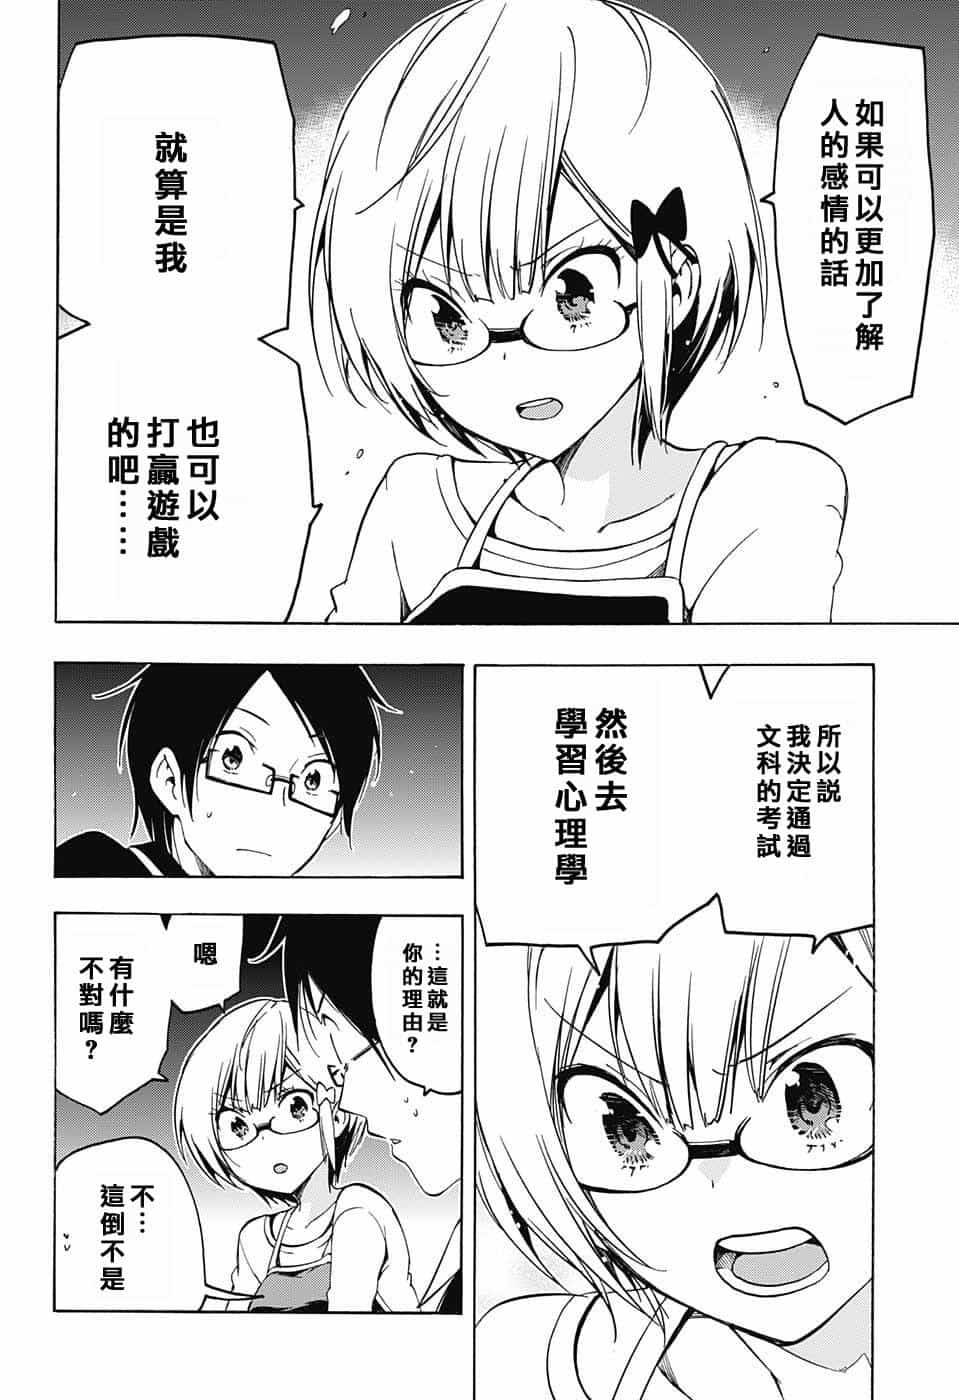 如果可以更加了解
人的感情的話
就算是我
也可以
打贏遊戲
的吧……
所以說
我決定通過
文科的考試
然後去
學習心理學
…這就是
你的理由?
嗯
有什麼
不對嗎?
不…
這倒不是